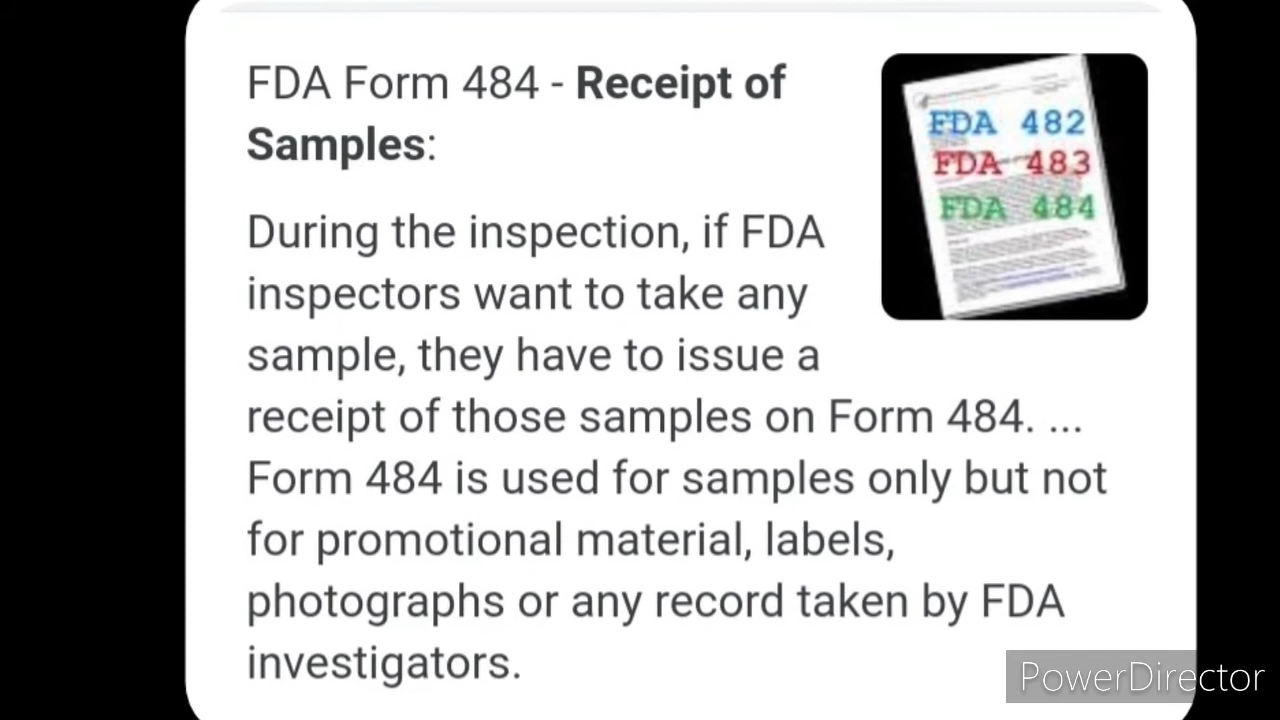 FDA Form 484 - Receipt of
Samples:
During the inspection, if FDA
inspectors want to take any
sample, they have to issue a
receipt of those samples on Form 484. ...
Form 484 is used for samples only but not
for promotional material, labels,
photographs or any record taken by FDA
investigators.
FDA 482
FDA 483
FDA 484
PowerDirector